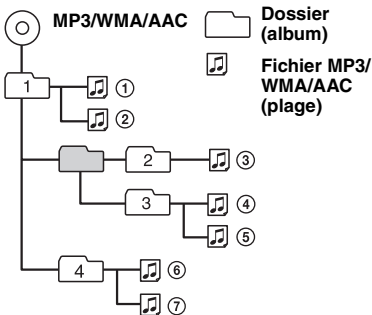 MP3/WMA/AAC
Dossier
(album)
Fichier MP3/
WMA/AAC
(plage)
1
①
②
2
③
3
④
⑤
4
⑥
⑦